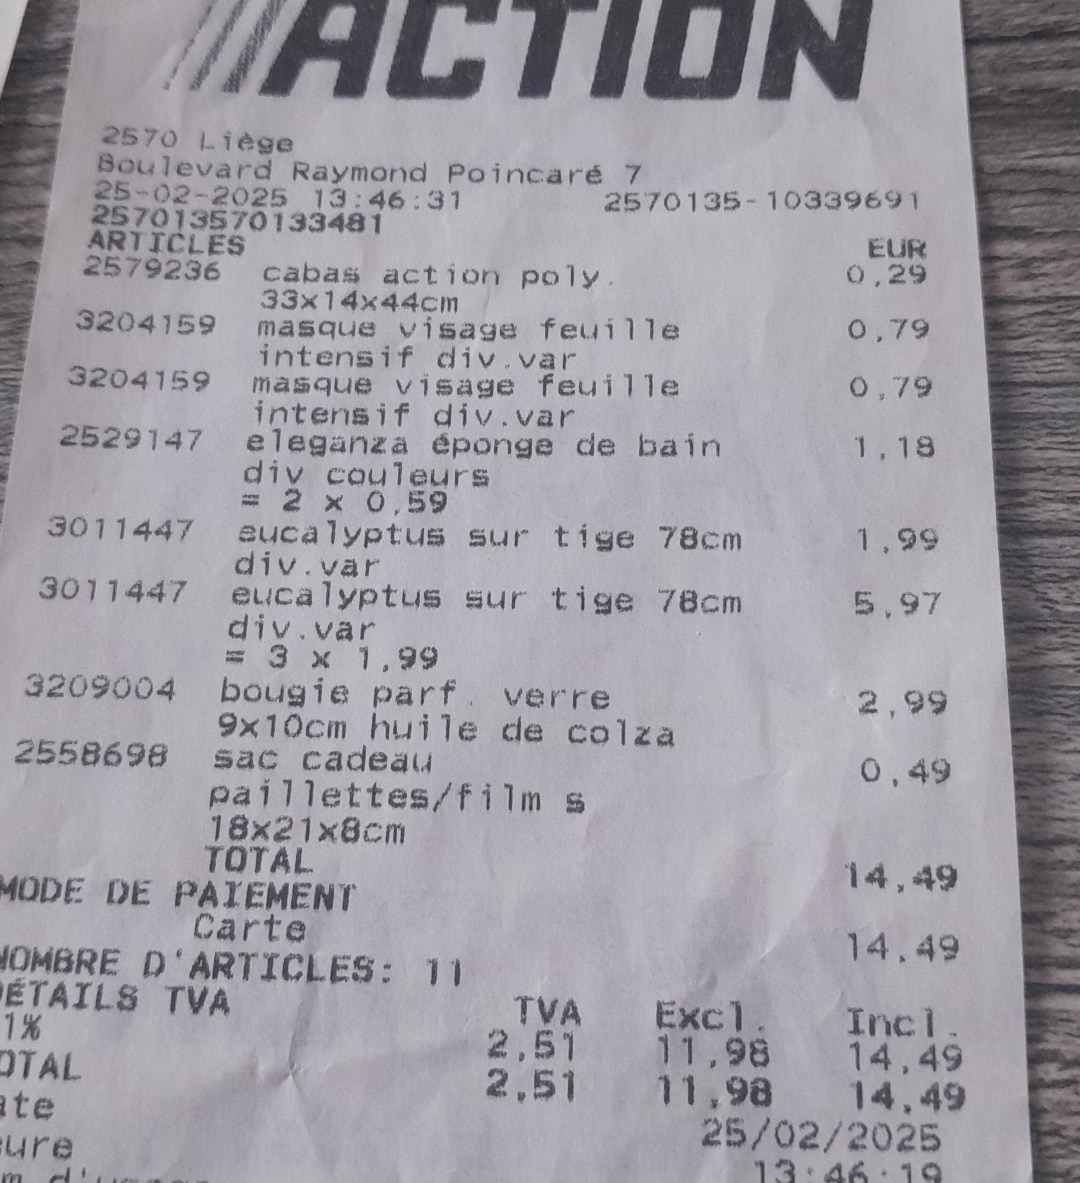 ACTION
2570 Liège
Boulevard Raymond Poincaré 7
25-02-2025 13:46:31 2570135-10339691
257013570133481
ARTICLES EUR
2579236 cabas action poly. 0,29
33x14x44cm
3204159 masque visage feuille 0,79
intensif div.var
3204159 masque visage feuille 0,79
intensif div.var
2529147 eleganza éponge de bain 1,18
div couleurs
= 2 x 0,59
3011447 eucalyptus sur tige 78cm 1,99
div.var
3011447 eucalyptus sur tige 78cm 5,97
div.var
= 3 x 1,99
3209004 bougie parf. verre 2,99
9x10cm huile de colza
2558698 sac cadeau 0,49
paillettes/film s
18x21x8cm
TOTAL 14,49
MODE DE PAIEMENT
Carte 14,49
NOMBRE D'ARTICLES: 11
DÉTAILS TVA TVA Excl. Incl.
1% 2,51 11,98 14,49
OTAL 2,51 11,98 14,49
ate 25/02/2025
eure 13:46:19